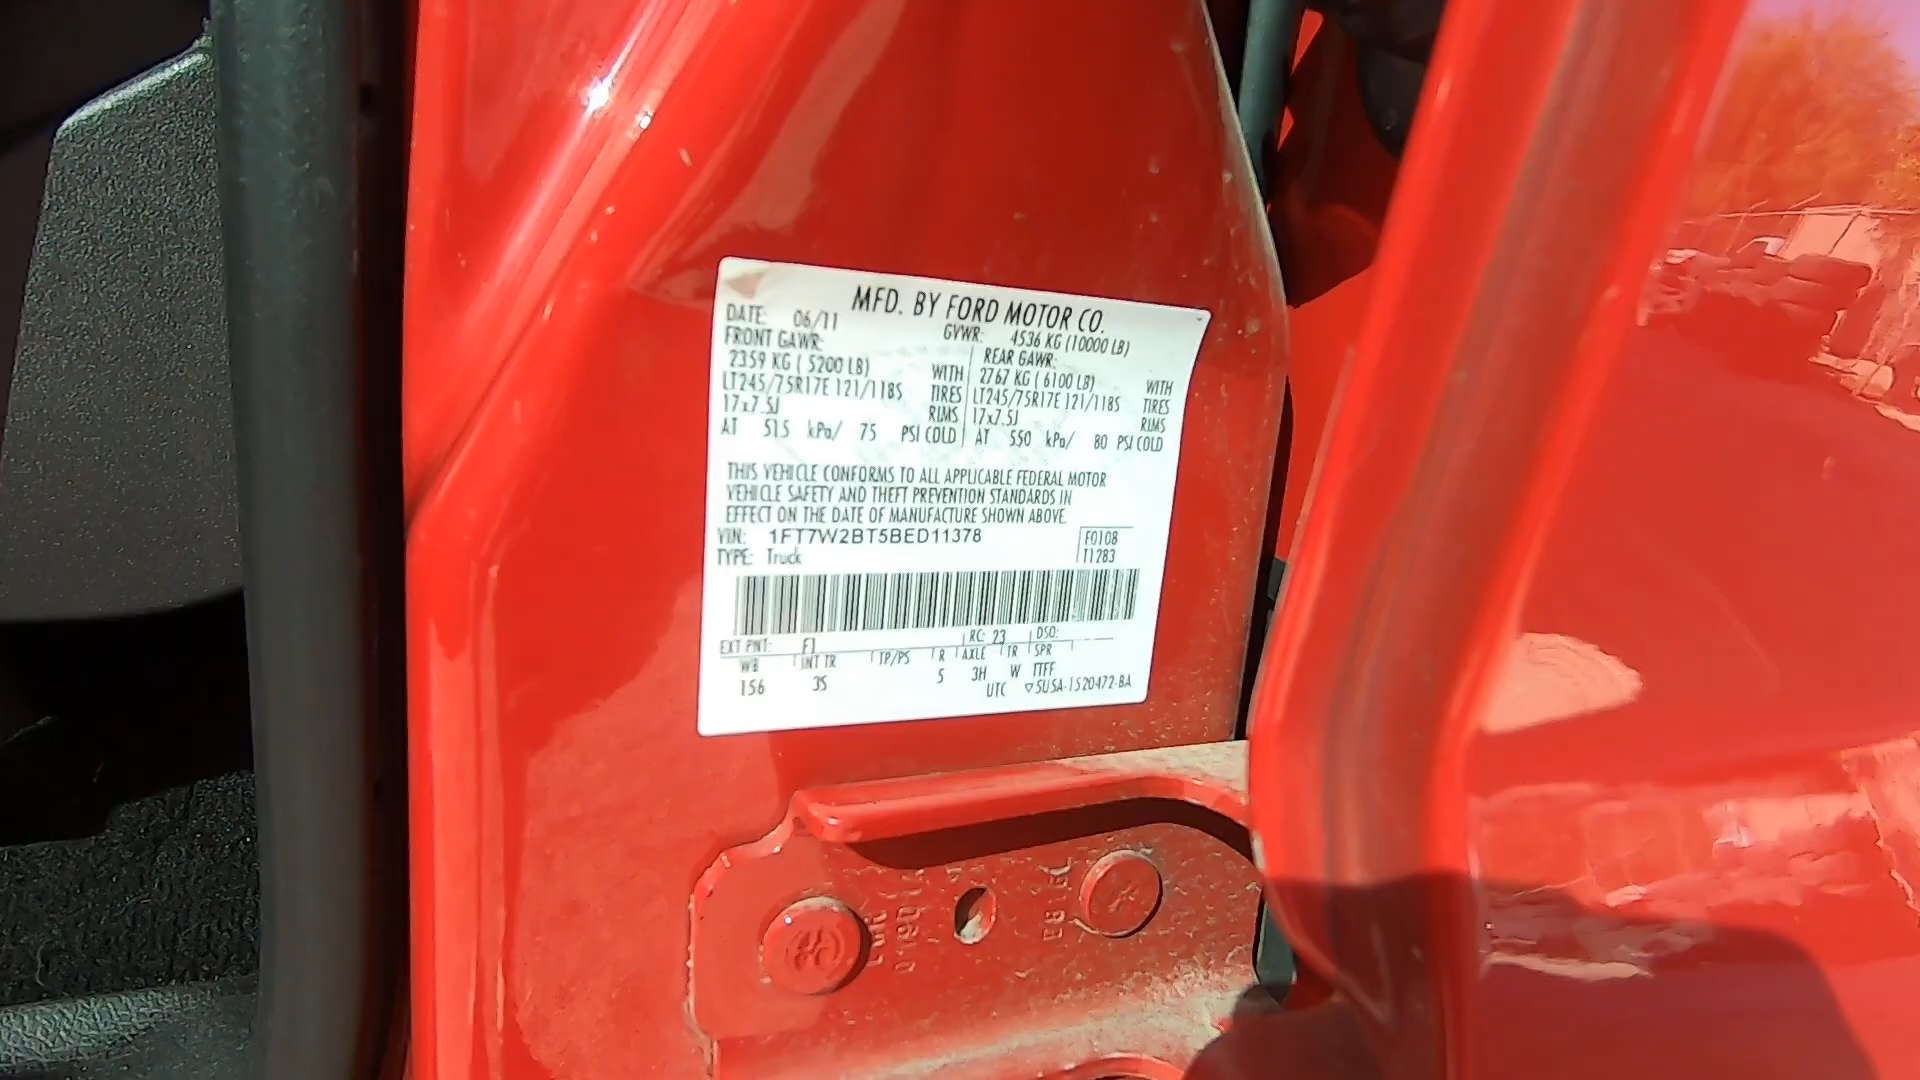 MFD. BY FORD MOTOR CO.
DATE: 06/11 GVWR: 4536 KG (10000 LB)
FRONT GAWR: REAR GAWR:
2359 KG ( 5200 LB) WITH 2767 KG ( 6100 LB) WITH
LT245/75R17E 121/118S TIRES LT245/75R17E 121/118S TIRES
17x7.5J RIMS 17x7.5J RIMS
AT 515 kPa/ 75 PSI COLD AT 550 kPa/ 80 PSI COLD
THIS VEHICLE CONFORMS TO ALL APPLICABLE FEDERAL MOTOR
VEHICLE SAFETY AND THEFT PREVENTION STANDARDS IN
EFFECT ON THE DATE OF MANUFACTURE SHOWN ABOVE.
VIN: 1FT7W2BT5BED11378 F0108
TYPE: Truck T1283
EXT PNT: F1 RC: 23 DSO:
WB INT TR TP/PS R AXLE TR SPR
156 3S 5 3H W TTFF
UTC ▽5USA-1520472-BA